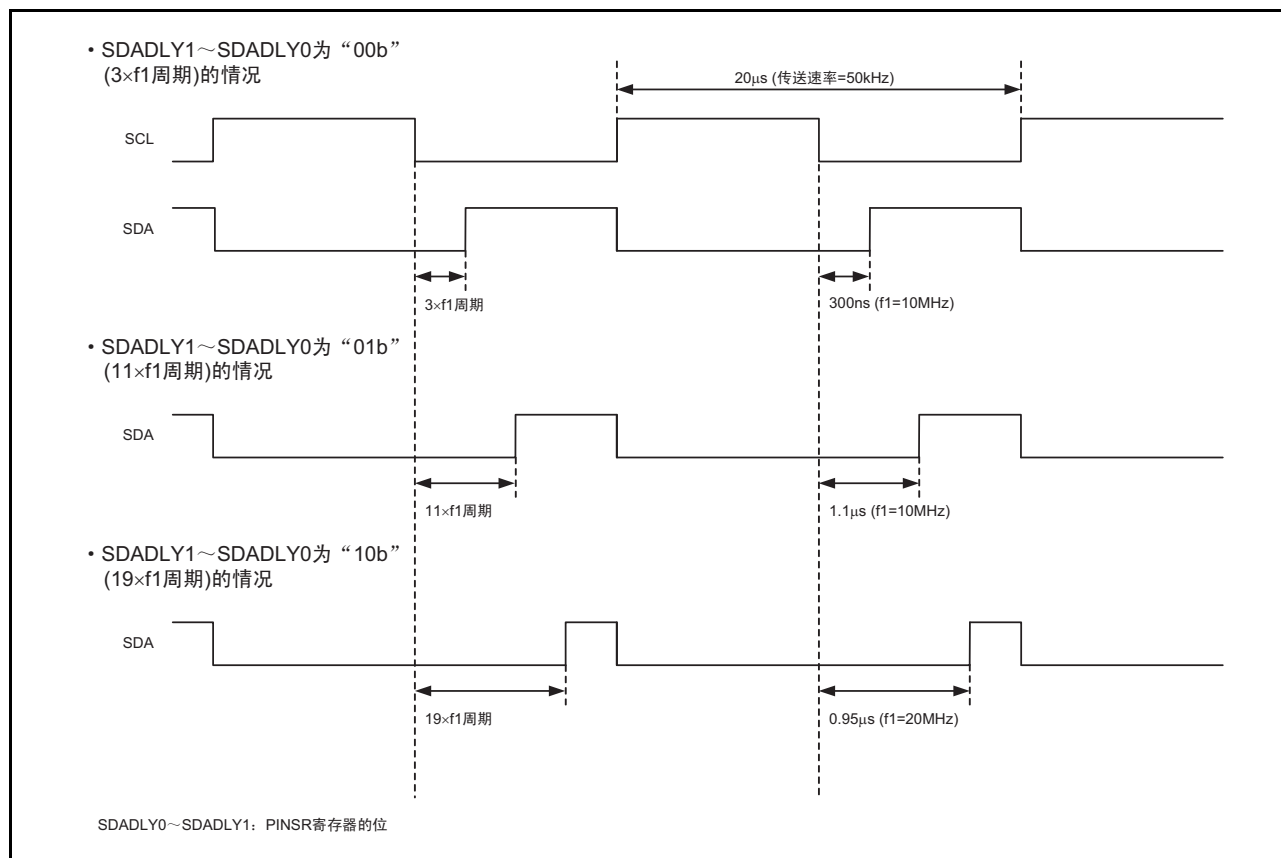 • SDADLY1～SDADLY0为“00b”
(3×f1周期)的情况
20μs (传送速率=50kHz)
SCL
SDA
3×f1周期
300ns (f1=10MHz)
• SDADLY1～SDADLY0为“01b”
(11×f1周期)的情况
SDA
11×f1周期
1.1μs (f1=10MHz)
• SDADLY1～SDADLY0为“10b”
(19×f1周期)的情况
SDA
19×f1周期
0.95μs (f1=20MHz)
SDADLY0～SDADLY1：PINSR寄存器的位